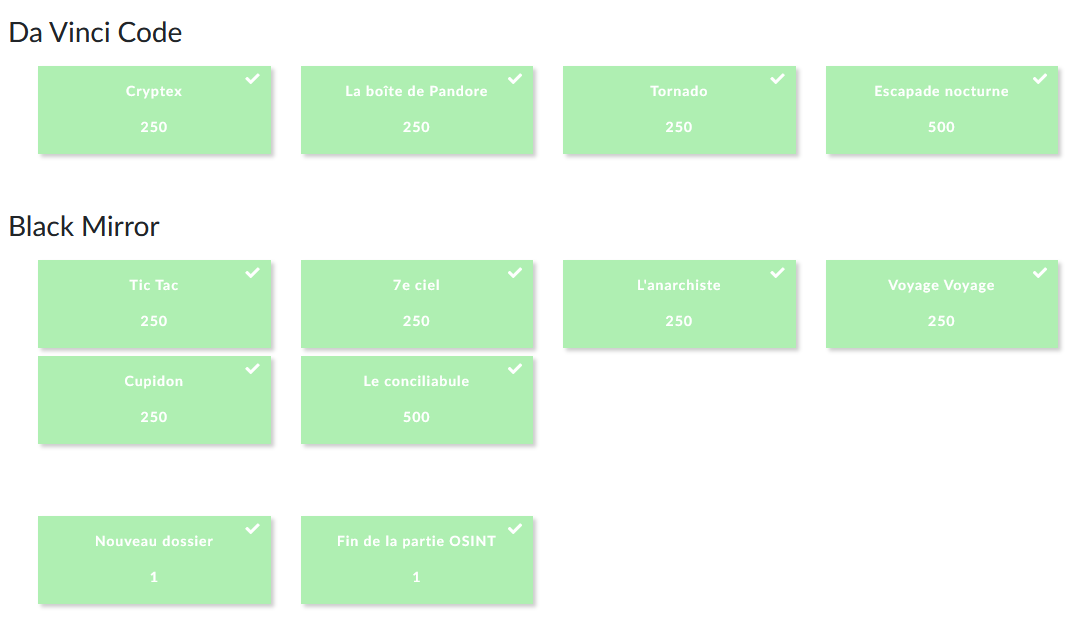 Da Vinci Code
Cryptex
250
La boîte de Pandore
250
Tornado
250
Escapade nocturne
500
Black Mirror
Tic Tac
250
7e ciel
250
L'anarchiste
250
Voyage Voyage
250
Cupidon
250
Le conciliabule
500
Nouveau dossier
1
Fin de la partie OSINT
1